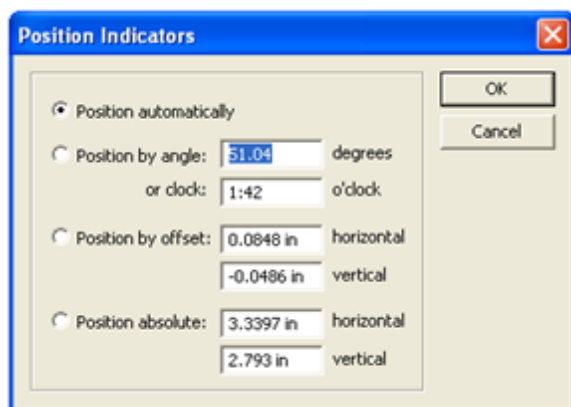 Position Indicators
OK
Cancel
Position automatically
Position by angle: 51.04 degrees
or clock: 1:42 o'clock
Position by offset: 0.0848 in horizontal
-0.0486 in vertical
Position absolute: 3.3397 in horizontal
2.793 in vertical